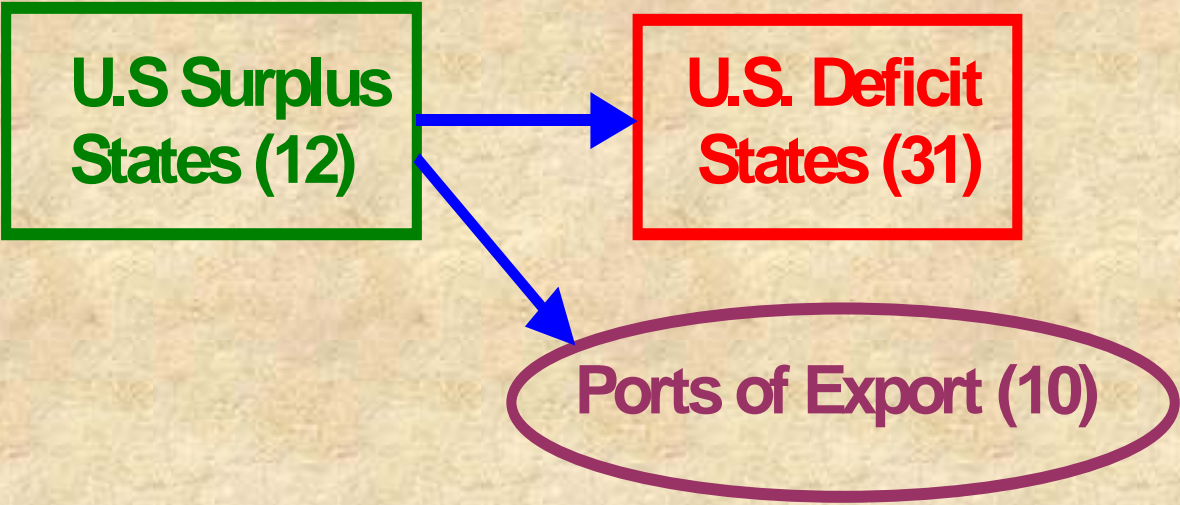 U.S Surplus
States (12)
U.S. Deficit
States (31)
Ports of Export (10)